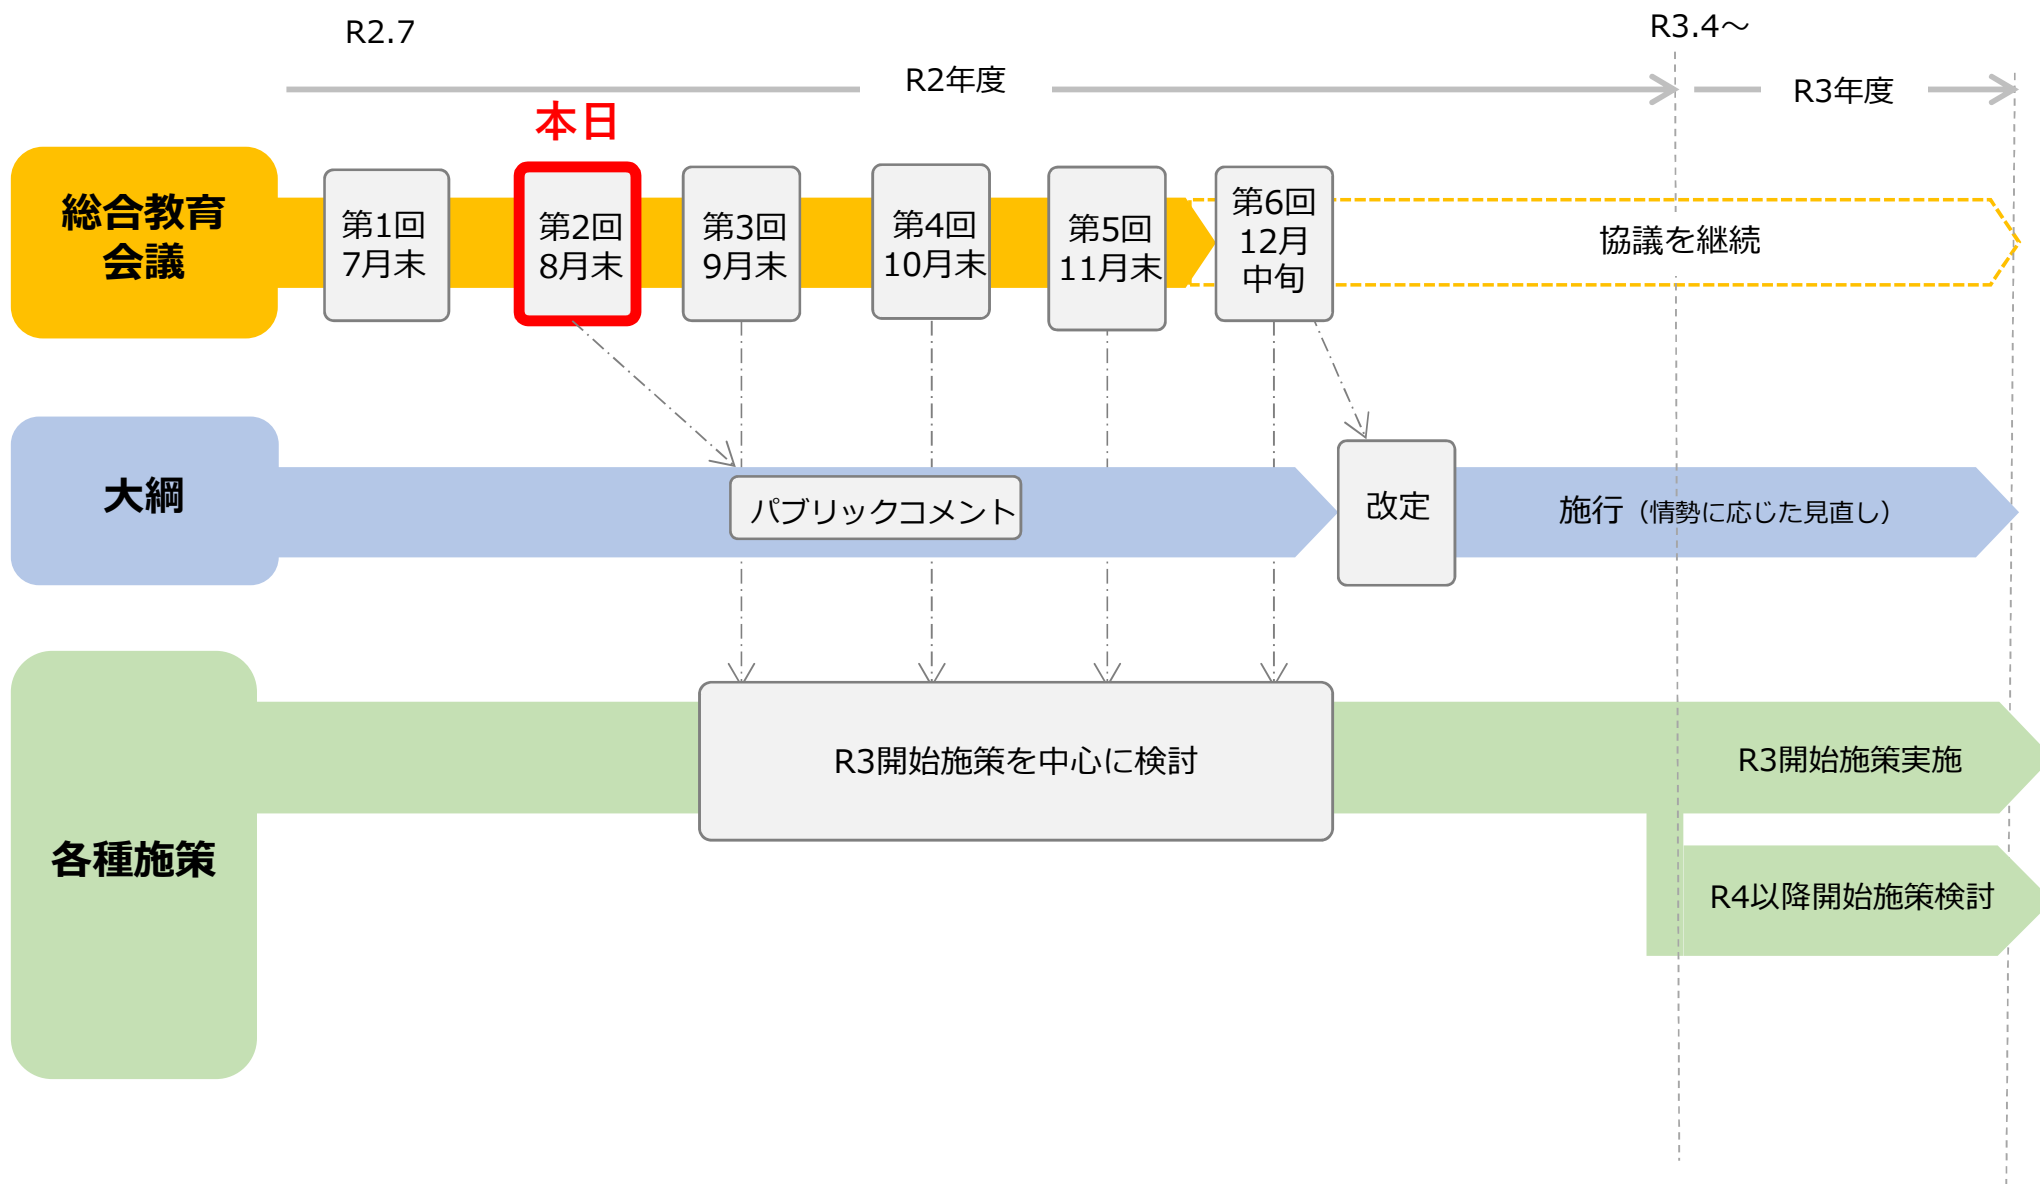 R2.7
R3.4～
R2年度
R3年度
本日
総合教育
会議
第1回
7月末
第2回
8月末
第3回
9月末
第4回
10月末
第5回
11月末
第6回
12月
中旬
協議を継続
大綱
パブリックコメント
改定
施行（情勢に応じた見直し）
各種施策
R3開始施策を中心に検討
R3開始施策実施
R4以降開始施策検討